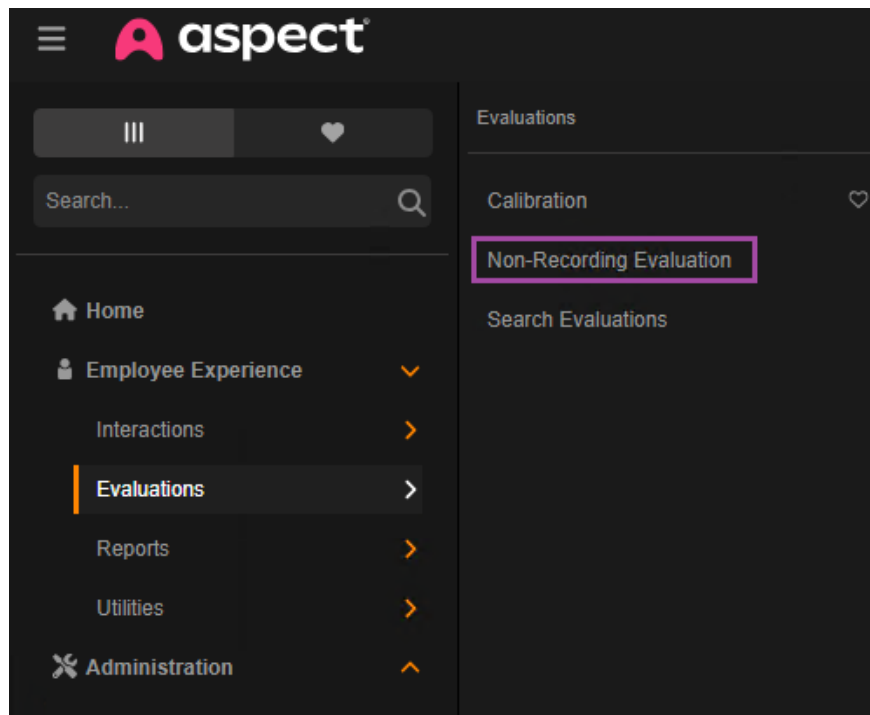 aspect®
Search...
Home
Employee Experience
Interactions
Evaluations
Reports
Utilities
Administration
Evaluations
Calibration
Non-Recording Evaluation
Search Evaluations